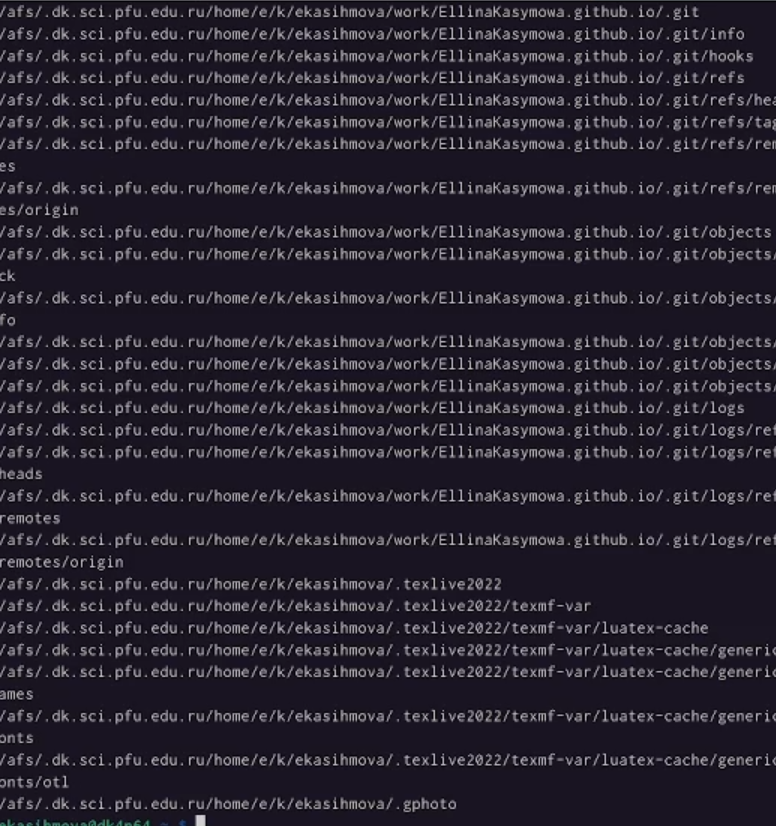 /afs/.dk.sci.pfu.edu.ru/home/e/k/ekasihmova/work/EllinaKasymowa.github.io/.git
/afs/.dk.sci.pfu.edu.ru/home/e/k/ekasihmova/work/EllinaKasymowa.github.io/.git/info
/afs/.dk.sci.pfu.edu.ru/home/e/k/ekasihmova/work/EllinaKasymowa.github.io/.git/hooks
/afs/.dk.sci.pfu.edu.ru/home/e/k/ekasihmova/work/EllinaKasymowa.github.io/.git/refs
/afs/.dk.sci.pfu.edu.ru/home/e/k/ekasihmova/work/EllinaKasymowa.github.io/.git/refs/hea
/afs/.dk.sci.pfu.edu.ru/home/e/k/ekasihmova/work/EllinaKasymowa.github.io/.git/refs/tag
/afs/.dk.sci.pfu.edu.ru/home/e/k/ekasihmova/work/EllinaKasymowa.github.io/.git/refs/rem
es
/afs/.dk.sci.pfu.edu.ru/home/e/k/ekasihmova/work/EllinaKasymowa.github.io/.git/refs/rem
es/origin
/afs/.dk.sci.pfu.edu.ru/home/e/k/ekasihmova/work/EllinaKasymowa.github.io/.git/objects
/afs/.dk.sci.pfu.edu.ru/home/e/k/ekasihmova/work/EllinaKasymowa.github.io/.git/objects/
ck
/afs/.dk.sci.pfu.edu.ru/home/e/k/ekasihmova/work/EllinaKasymowa.github.io/.git/objects/
fo
/afs/.dk.sci.pfu.edu.ru/home/e/k/ekasihmova/work/EllinaKasymowa.github.io/.git/objects/
/afs/.dk.sci.pfu.edu.ru/home/e/k/ekasihmova/work/EllinaKasymowa.github.io/.git/objects/
/afs/.dk.sci.pfu.edu.ru/home/e/k/ekasihmova/work/EllinaKasymowa.github.io/.git/objects/
/afs/.dk.sci.pfu.edu.ru/home/e/k/ekasihmova/work/EllinaKasymowa.github.io/.git/logs
/afs/.dk.sci.pfu.edu.ru/home/e/k/ekasihmova/work/EllinaKasymowa.github.io/.git/logs/ref
/afs/.dk.sci.pfu.edu.ru/home/e/k/ekasihmova/work/EllinaKasymowa.github.io/.git/logs/ref
heads
/afs/.dk.sci.pfu.edu.ru/home/e/k/ekasihmova/work/EllinaKasymowa.github.io/.git/logs/ref
remotes
/afs/.dk.sci.pfu.edu.ru/home/e/k/ekasihmova/work/EllinaKasymowa.github.io/.git/logs/ref
remotes/origin
/afs/.dk.sci.pfu.edu.ru/home/e/k/ekasihmova/.texlive2022
/afs/.dk.sci.pfu.edu.ru/home/e/k/ekasihmova/.texlive2022/texmf-var
/afs/.dk.sci.pfu.edu.ru/home/e/k/ekasihmova/.texlive2022/texmf-var/luatex-cache
/afs/.dk.sci.pfu.edu.ru/home/e/k/ekasihmova/.texlive2022/texmf-var/luatex-cache/generic
/afs/.dk.sci.pfu.edu.ru/home/e/k/ekasihmova/.texlive2022/texmf-var/luatex-cache/generic
ames
/afs/.dk.sci.pfu.edu.ru/home/e/k/ekasihmova/.texlive2022/texmf-var/luatex-cache/generic
onts
/afs/.dk.sci.pfu.edu.ru/home/e/k/ekasihmova/.texlive2022/texmf-var/luatex-cache/generic
onts/otl
/afs/.dk.sci.pfu.edu.ru/home/e/k/ekasihmova/.gphoto
ekasihmova@dk4n64 ~ $